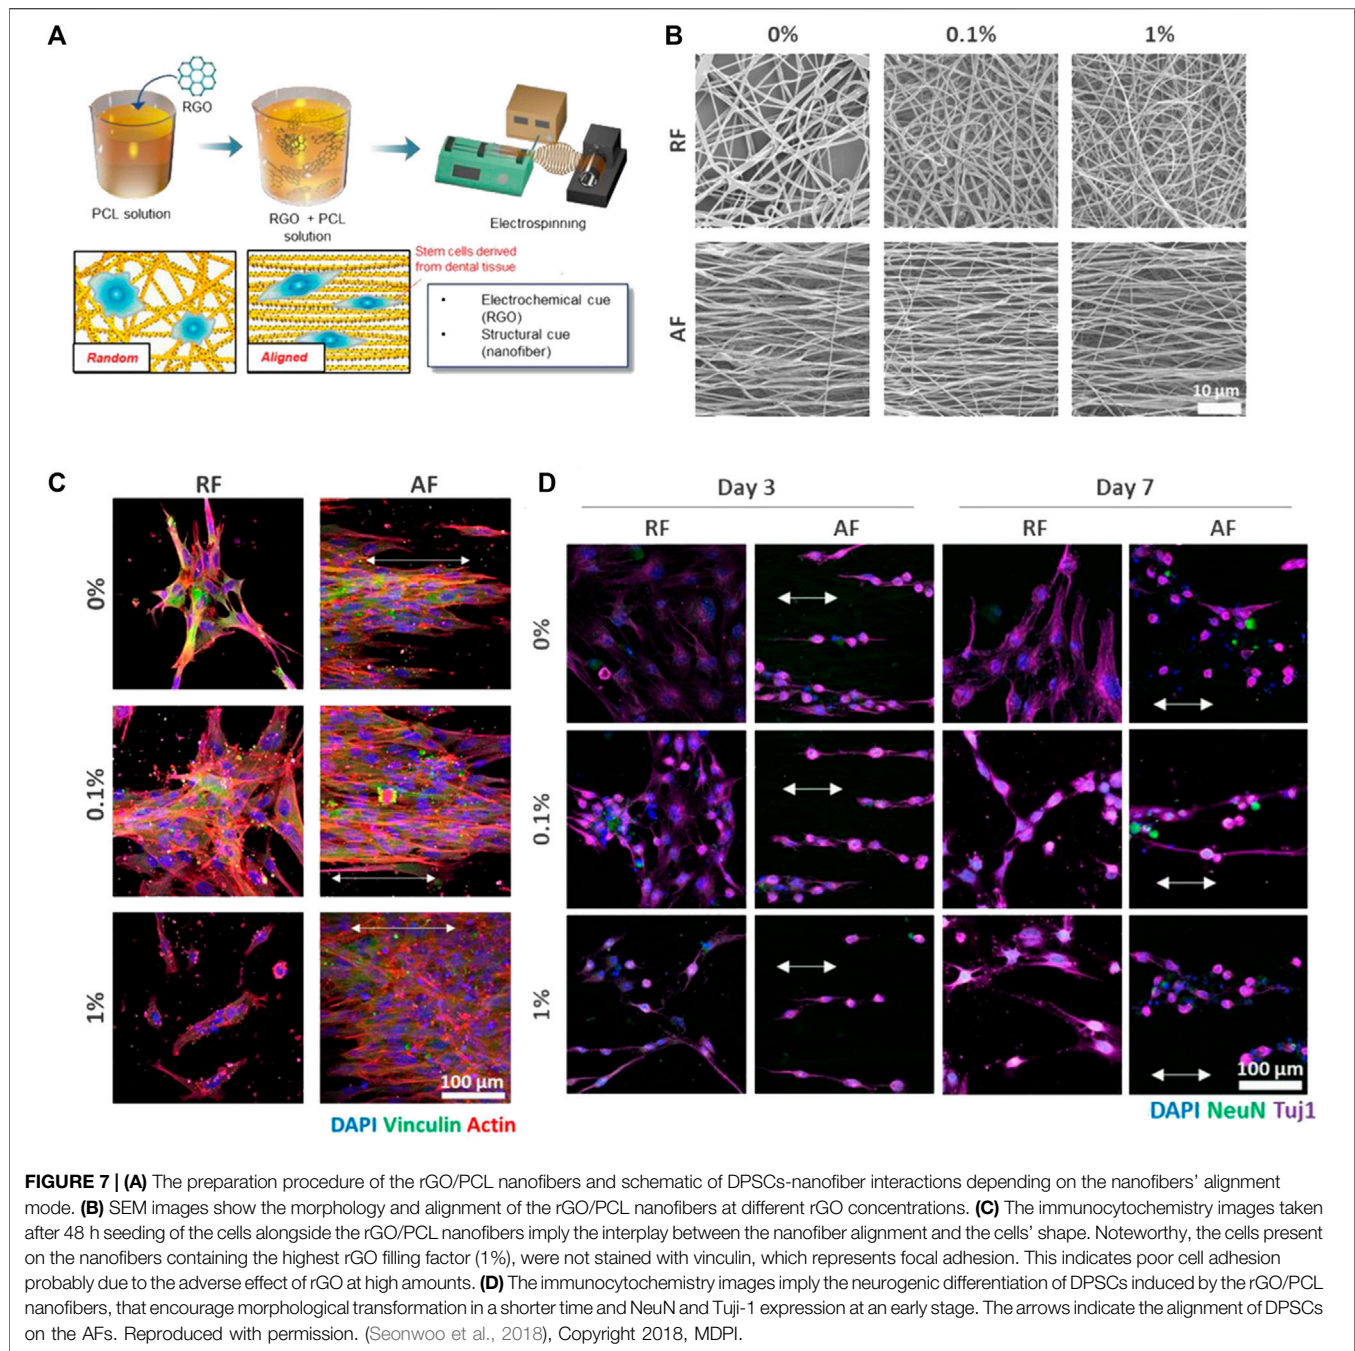 A
RGO
PCL solution
RGO + PCL
solution
Electrospinning
Stem cells derived
from dental tissue
Random
Aligned
• Electrochemical cue
(RGO)
• Structural cue
(nanofiber)
B
0%
0.1%
1%
RF
AF
10 µm
C
RF
AF
0%
0.1%
1%
100 µm
DAPI Vinculin Actin
D
Day 3
Day 7
RF
AF
RF
AF
0%
0.1%
1%
100 µm
DAPI NeuN Tuj1
FIGURE 7 | (A) The preparation procedure of the rGO/PCL nanofibers and schematic of DPSCs-nanofiber interactions depending on the nanofibers' alignment
mode. (B) SEM images show the morphology and alignment of the rGO/PCL nanofibers at different rGO concentrations. (C) The immunocytochemistry images taken
after 48 h seeding of the cells alongside the rGO/PCL nanofibers imply the interplay between the nanofiber alignment and the cells' shape. Noteworthy, the cells present
on the nanofibers containing the highest rGO filling factor (1%), were not stained with vinculin, which represents focal adhesion. This indicates poor cell adhesion
probably due to the adverse effect of rGO at high amounts. (D) The immunocytochemistry images imply the neurogenic differentiation of DPSCs induced by the rGO/PCL
nanofibers, that encourage morphological transformation in a shorter time and NeuN and Tuji-1 expression at an early stage. The arrows indicate the alignment of DPSCs
on the AFs. Reproduced with permission. (Seonwoo et al., 2018), Copyright 2018, MDPI.